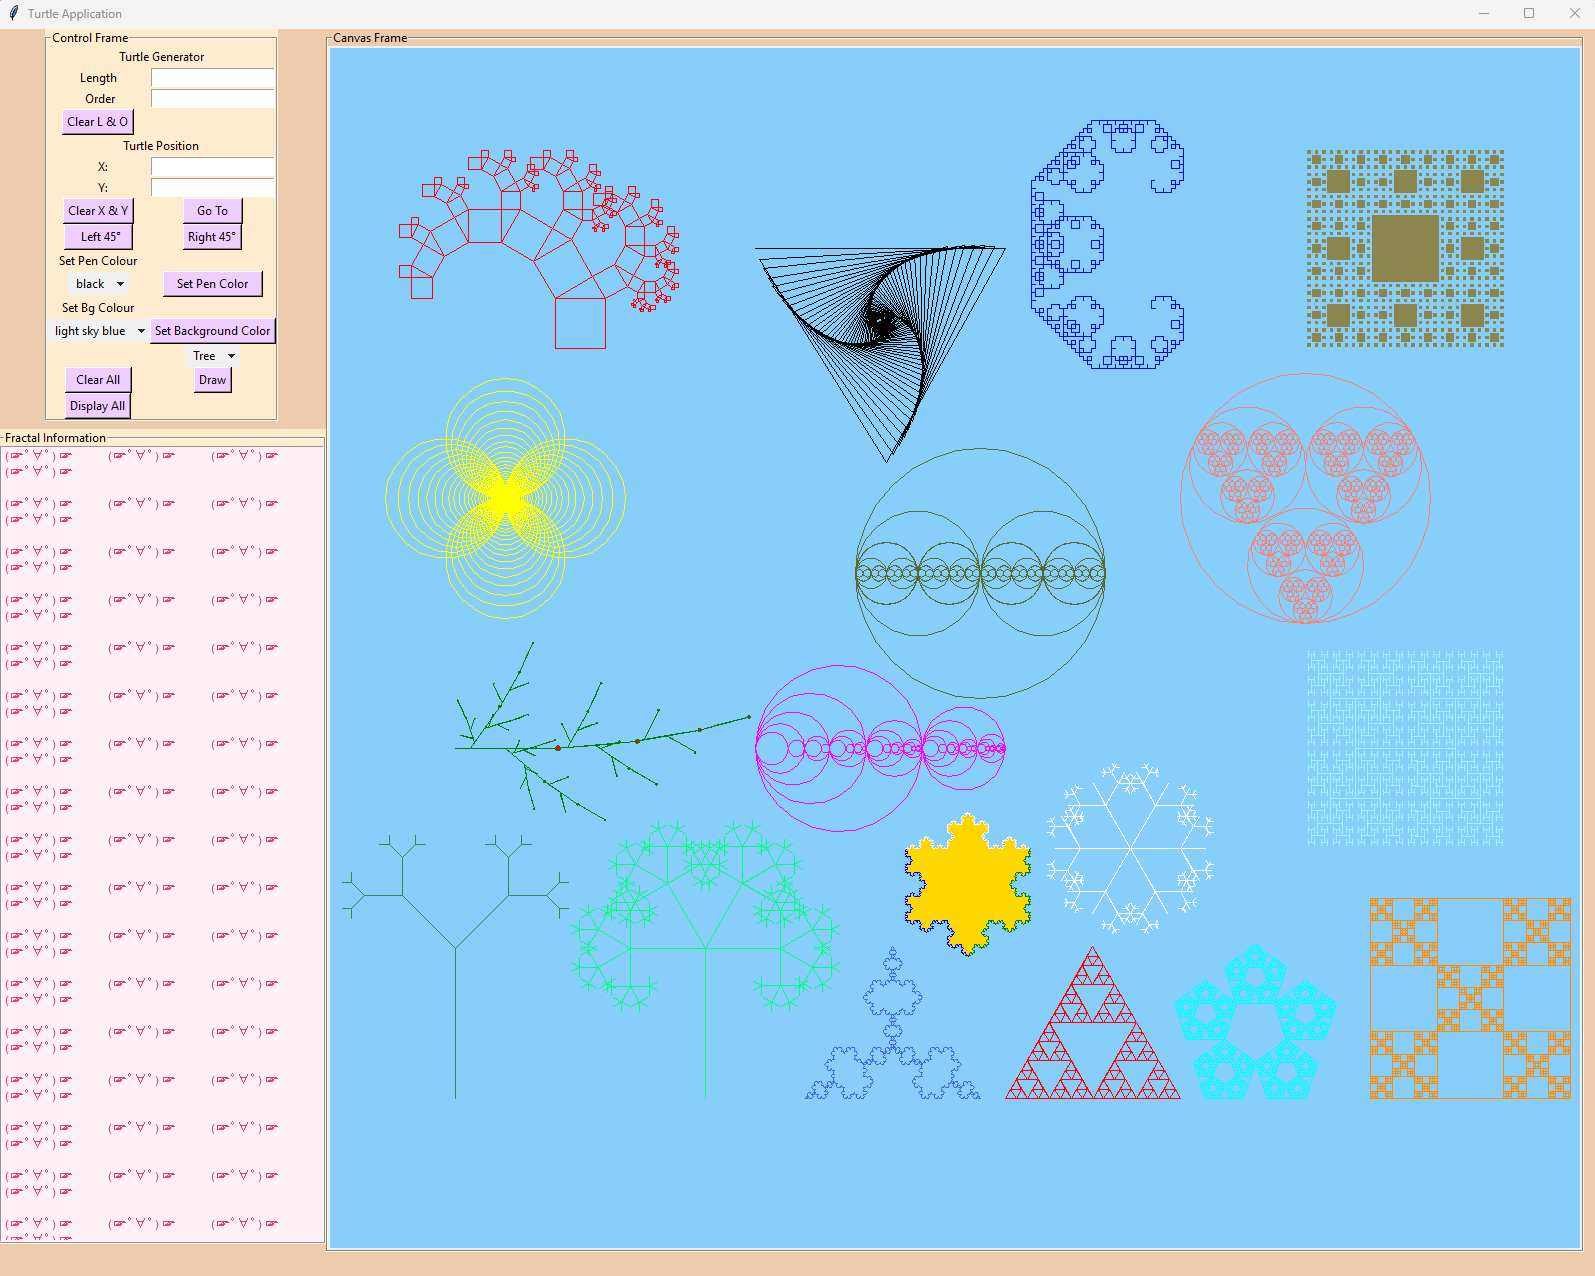 Turtle Application
Control Frame
Turtle Generator
Length
Order
Clear L & O
Turtle Position
X:
Y:
Clear X & Y Go To
Left 45° Right 45°
Set Pen Colour
black Set Pen Color
Set Bg Colour
light sky blue Set Background Color
Tree
Clear All Draw
Display All
Fractal Information
(☞ﾟ∀ﾟ)☞ (☞ﾟ∀ﾟ)☞ (☞ﾟ∀ﾟ)☞
(☞ﾟ∀ﾟ)☞
(☞ﾟ∀ﾟ)☞ (☞ﾟ∀ﾟ)☞ (☞ﾟ∀ﾟ)☞
(☞ﾟ∀ﾟ)☞
(☞ﾟ∀ﾟ)☞ (☞ﾟ∀ﾟ)☞ (☞ﾟ∀ﾟ)☞
(☞ﾟ∀ﾟ)☞
(☞ﾟ∀ﾟ)☞ (☞ﾟ∀ﾟ)☞ (☞ﾟ∀ﾟ)☞
(☞ﾟ∀ﾟ)☞
(☞ﾟ∀ﾟ)☞ (☞ﾟ∀ﾟ)☞ (☞ﾟ∀ﾟ)☞
(☞ﾟ∀ﾟ)☞
(☞ﾟ∀ﾟ)☞ (☞ﾟ∀ﾟ)☞ (☞ﾟ∀ﾟ)☞
(☞ﾟ∀ﾟ)☞
(☞ﾟ∀ﾟ)☞ (☞ﾟ∀ﾟ)☞ (☞ﾟ∀ﾟ)☞
(☞ﾟ∀ﾟ)☞
(☞ﾟ∀ﾟ)☞ (☞ﾟ∀ﾟ)☞ (☞ﾟ∀ﾟ)☞
(☞ﾟ∀ﾟ)☞
(☞ﾟ∀ﾟ)☞ (☞ﾟ∀ﾟ)☞ (☞ﾟ∀ﾟ)☞
(☞ﾟ∀ﾟ)☞
(☞ﾟ∀ﾟ)☞ (☞ﾟ∀ﾟ)☞ (☞ﾟ∀ﾟ)☞
(☞ﾟ∀ﾟ)☞
(☞ﾟ∀ﾟ)☞ (☞ﾟ∀ﾟ)☞ (☞ﾟ∀ﾟ)☞
(☞ﾟ∀ﾟ)☞
(☞ﾟ∀ﾟ)☞ (☞ﾟ∀ﾟ)☞ (☞ﾟ∀ﾟ)☞
(☞ﾟ∀ﾟ)☞
(☞ﾟ∀ﾟ)☞ (☞ﾟ∀ﾟ)☞ (☞ﾟ∀ﾟ)☞
(☞ﾟ∀ﾟ)☞
(☞ﾟ∀ﾟ)☞ (☞ﾟ∀ﾟ)☞ (☞ﾟ∀ﾟ)☞
(☞ﾟ∀ﾟ)☞
(☞ﾟ∀ﾟ)☞ (☞ﾟ∀ﾟ)☞ (☞ﾟ∀ﾟ)☞
(☞ﾟ∀ﾟ)☞
(☞ﾟ∀ﾟ)☞ (☞ﾟ∀ﾟ)☞ (☞ﾟ∀ﾟ)☞
(☞ﾟ∀ﾟ)☞
(☞ﾟ∀ﾟ)☞ (☞ﾟ∀ﾟ)☞ (☞ﾟ∀ﾟ)☞
(☞ﾟ∀ﾟ)☞
Canvas Frame